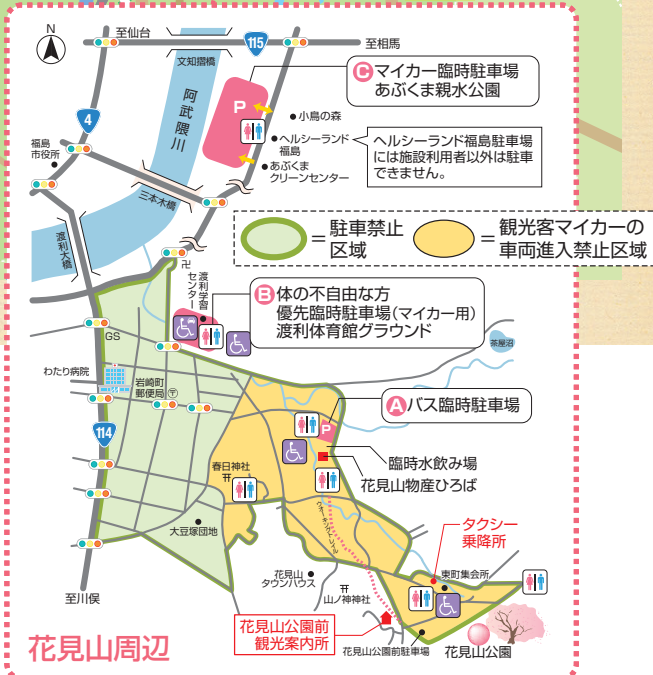 N
至仙台
115
至相馬
文知摺橋
C マイカー臨時駐車場
あぶくま親水公園
P
阿武隈川
4
小鳥の森
ヘルシーランド
福島
ヘルシーランド福島駐車場
には施設利用者以外は駐車
できません。
福島
市役所
あぶくま
クリーンセンター
三本木橋
=駐車禁止
区域
=観光客マイカーの
車両進入禁止区域
渡利大橋
卍
渡利学習
センター
B 体の不自由な方
優先臨時駐車場(マイカー用)
渡利体育館グラウンド
GS
茶屋沼
わたり病院
岩崎町
郵便局
A バス臨時駐車場
P
114
臨時水飲み場
花見山物産ひろば
春日神社
ウォーキングトレイル
大豆塚団地
タクシー
乗降所
東町集会所
花見山
タウンハウス
山ノ神神社
至川俣
花見山公園前
観光案内所
花見山公園前駐車場
花見山公園
花見山周辺